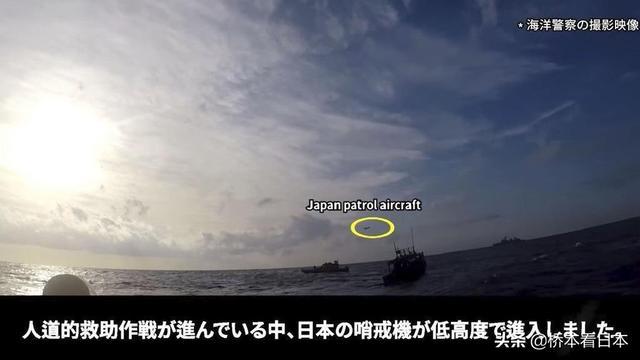 ★海洋警察の撮影映像
Japan patrol aircraft
人道的救助作戦が進んでいる中、日本の哨戒機が低高度で進入しました。
头条 @桥本看日本